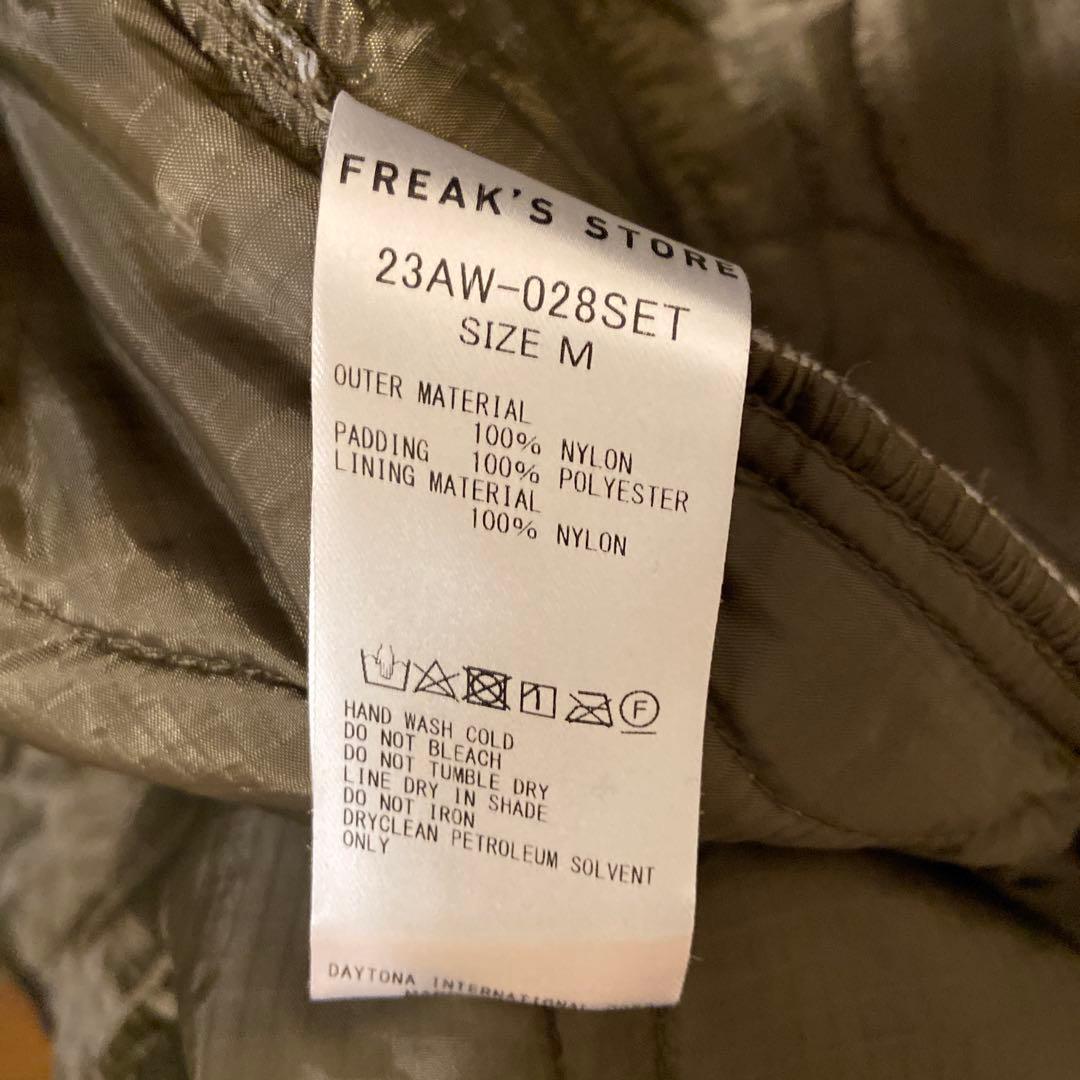 FREAK'S STORE
23AW-028SET
SIZE M
OUTER MATERIAL
100% NYLON
PADDING 100% POLYESTER
LINING MATERIAL
100% NYLON
1 F
HAND WASH COLD
DO NOT BLEACH
DO NOT TUMBLE DRY
LINE DRY IN SHADE
DO NOT IRON
DRYCLEAN PETROLEUM SOLVENT
ONLY
DAYTONA INTERNATIONAL